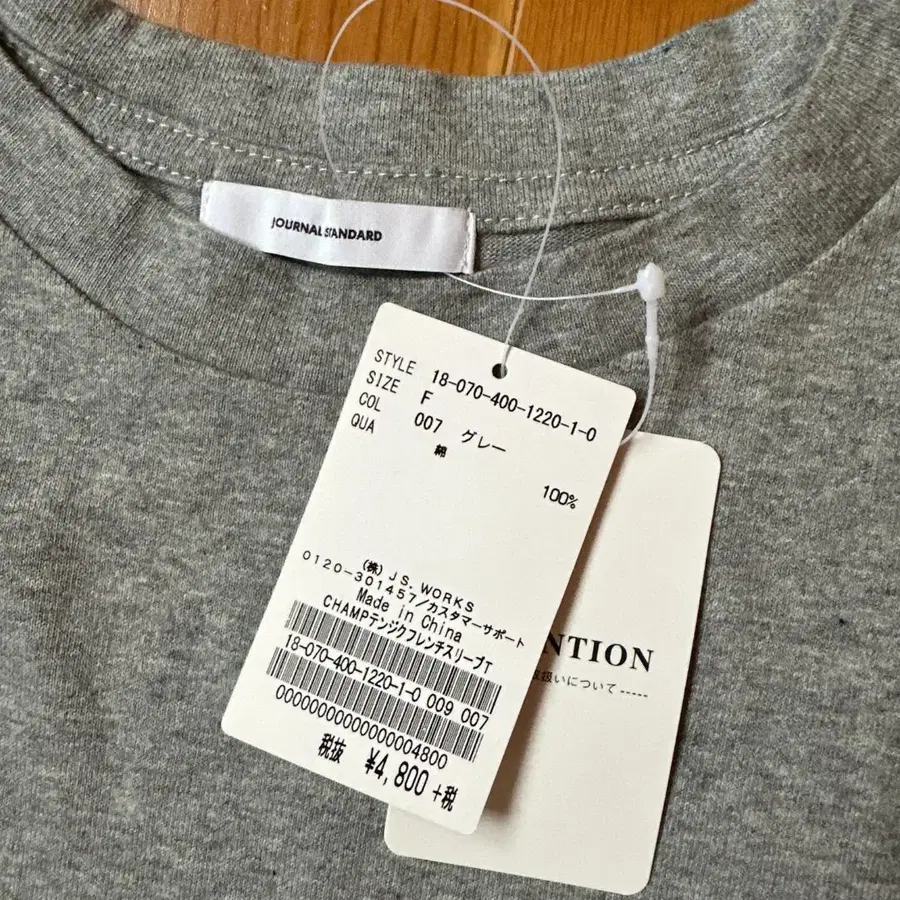 JOURNAL STANDARD
STYLE 18-070-400-1220-1-0
SIZE F
COL 007 グレー
QUA 綿
100%
(株)JS.WORKS
0120-301457/カスタマーサポート
Made in China
CHAMPテンジクフレンチスリーブT
18-070-400-1220-1-0 009 007
0000000000000004800
税抜 ¥4,800 +税
NTION
扱いについて-----